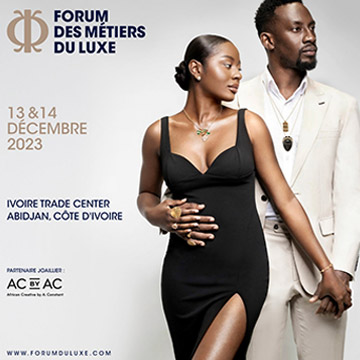 FORUM
DES MÉTIERS
DU LUXE
13 & 14
DÉCEMBRE
2023
IVOIRE TRADE CENTER
ABIDJAN, CÔTE D'IVOIRE
PARTENAIRE JOAILLIER :
AC BY AC
African Creative by A. Constant
WWW.FORUMDULUXE.COM